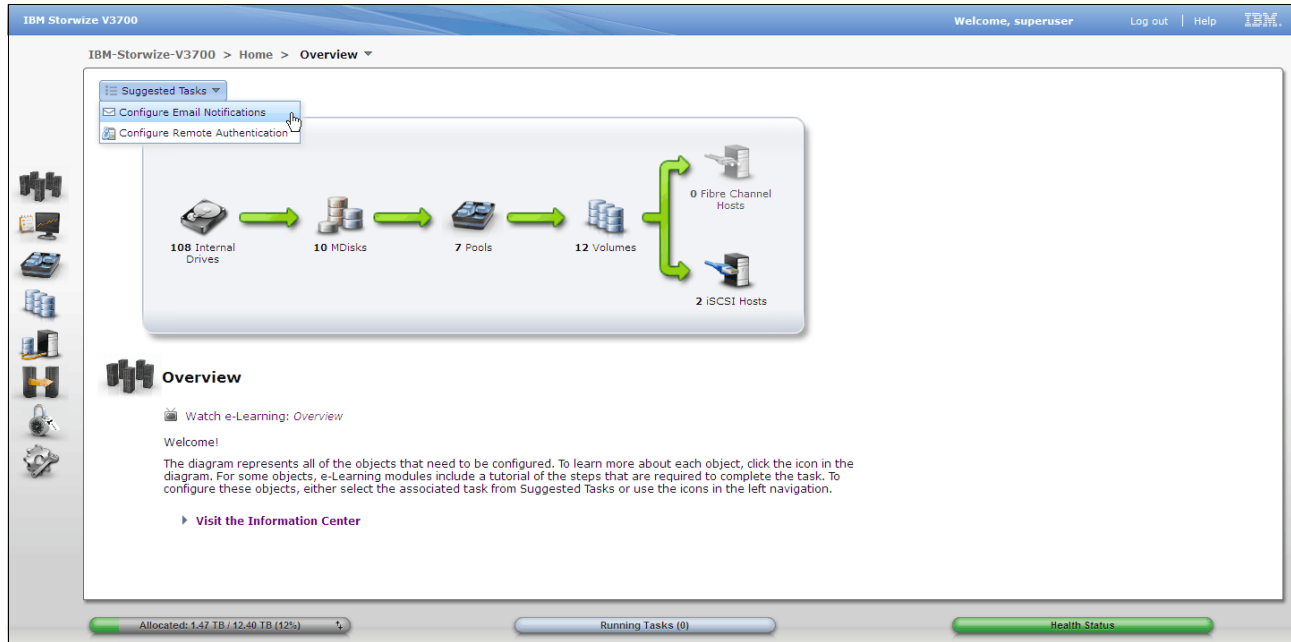 IBM Storwize V3700
Welcome, superuser
Log out | Help
IBM.
IBM-Storwize-V3700 > Home > Overview
Suggested Tasks
Configure Email Notifications
Configure Remote Authentication
0 Fibre Channel
Hosts
108 Internal
Drives
10 MDisks
7 Pools
12 Volumes
2 iSCSI Hosts
Overview
Watch e-Learning: Overview
Welcome!
The diagram represents all of the objects that need to be configured. To learn more about each object, click the icon in the
diagram. For some objects, e-Learning modules include a tutorial of the steps that are required to complete the task. To
configure these objects, either select the associated task from Suggested Tasks or use the icons in the left navigation.
Visit the Information Center
Allocated: 1.47 TB / 12.40 TB (12%)
Running Tasks (0)
Health Status